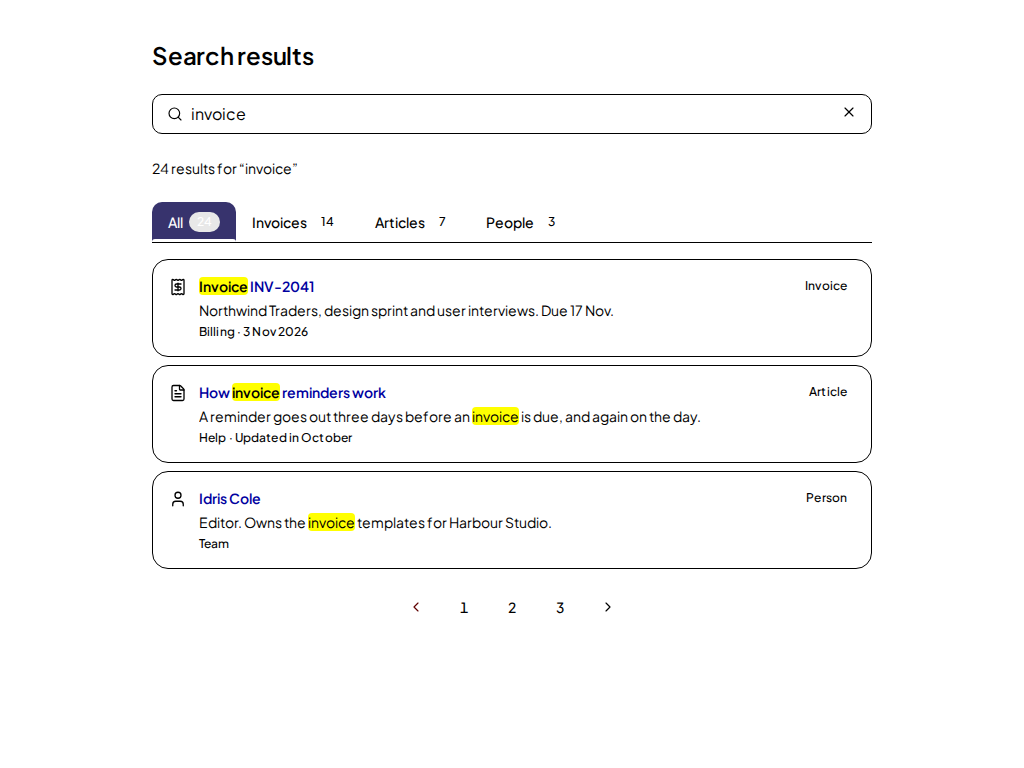 Search results
invoice
24 results for “invoice”
All 24 Invoices 14 Articles 7 People 3
Invoice INV-2041 Invoice
Northwind Traders, design sprint and user interviews. Due 17 Nov.
Billing · 3 Nov 2026
How invoice reminders work Article
A reminder goes out three days before an invoice is due, and again on the day.
Help · Updated in October
Idris Cole Person
Editor. Owns the invoice templates for Harbour Studio.
Team
1 2 3